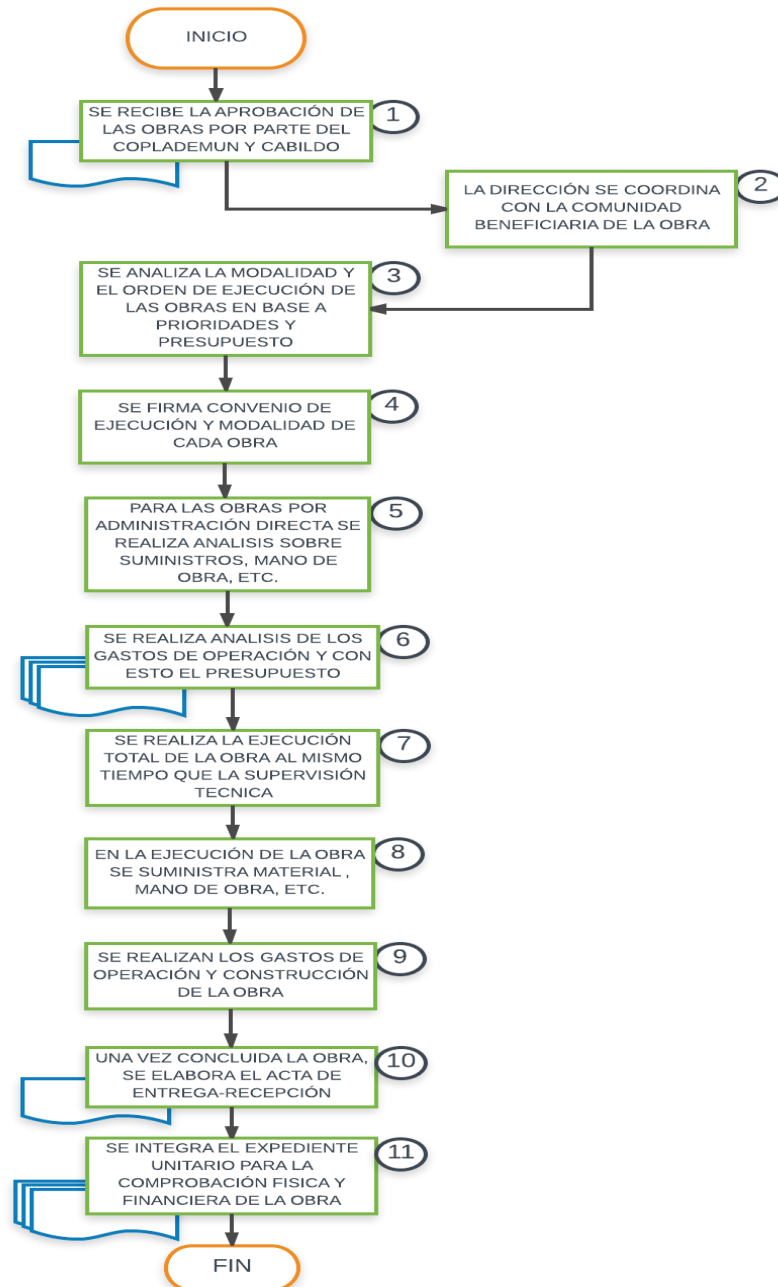 INICIO
1
SE RECIBE LA APROBACIÓN DE
LAS OBRAS POR PARTE DEL
COPLADEMUN Y CABILDO
2
LA DIRECCIÓN SE COORDINA
CON LA COMUNIDAD
BENEFICIARIA DE LA OBRA
3
SE ANALIZA LA MODALIDAD Y
EL ORDEN DE EJECUCIÓN DE
LAS OBRAS EN BASE A
PRIORIDADES Y
PRESUPUESTO
4
SE FIRMA CONVENIO DE
EJECUCIÓN Y MODALIDAD DE
CADA OBRA
5
PARA LAS OBRAS POR
ADMINISTRACIÓN DIRECTA SE
REALIZA ANALISIS SOBRE
SUMINISTROS, MANO DE
OBRA, ETC.
6
SE REALIZA ANALISIS DE LOS
GASTOS DE OPERACIÓN Y CON
ESTO EL PRESUPUESTO
7
SE REALIZA LA EJECUCIÓN
TOTAL DE LA OBRA AL MISMO
TIEMPO QUE LA SUPERVISIÓN
TECNICA
8
EN LA EJECUCIÓN DE LA OBRA
SE SUMINISTRA MATERIAL ,
MANO DE OBRA, ETC.
9
SE REALIZAN LOS GASTOS DE
OPERACIÓN Y CONSTRUCCIÓN
DE LA OBRA
10
UNA VEZ CONCLUIDA LA OBRA,
SE ELABORA EL ACTA DE
ENTREGA-RECEPCIÓN
11
SE INTEGRA EL EXPEDIENTE
UNITARIO PARA LA
COMPROBACIÓN FISICA Y
FINANCIERA DE LA OBRA
FIN